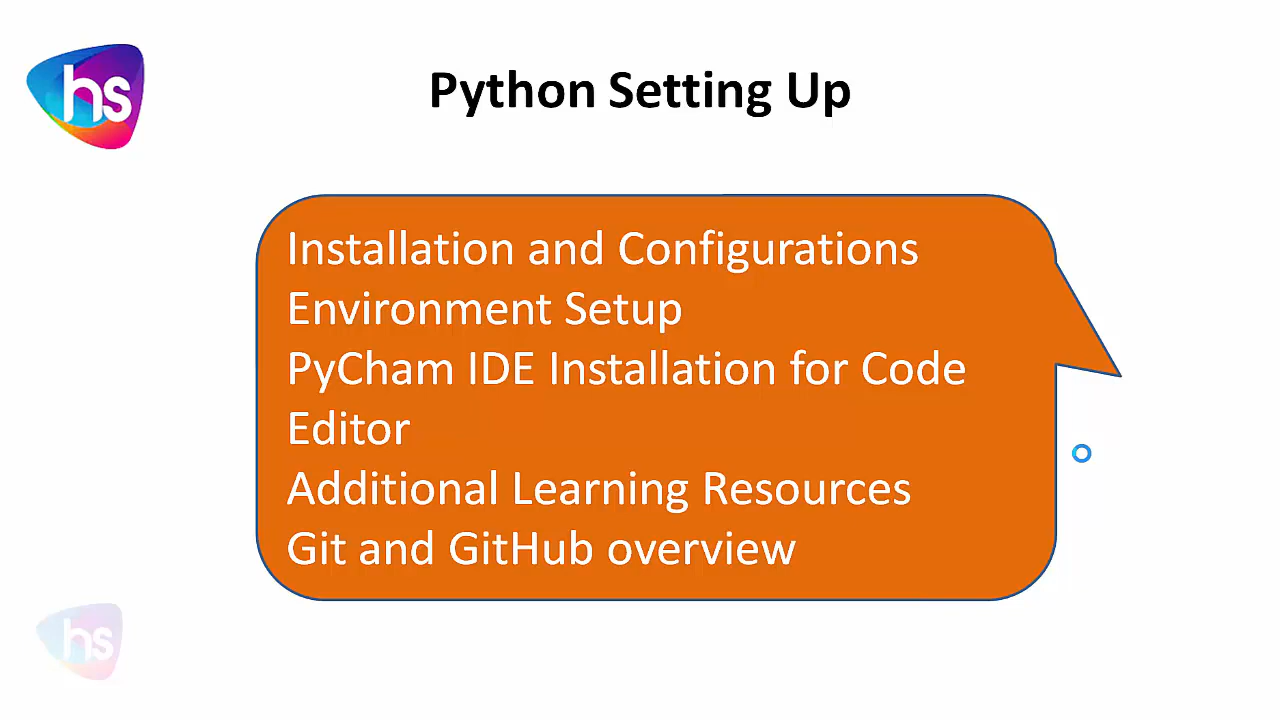 hs
Python Setting Up
Installation and Configurations
Environment Setup
PyCham IDE Installation for Code
Editor
Additional Learning Resources
Git and GitHub overview
hs